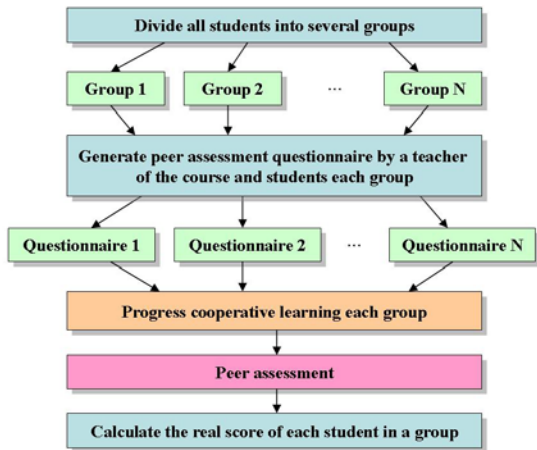 Divide all students into several groups
Group 1
Group 2
...
Group N
Generate peer assessment questionnaire by a teacher
of the course and students each group
Questionnaire 1
Questionnaire 2
...
Questionnaire N
Progress cooperative learning each group
Peer assessment
Calculate the real score of each student in a group